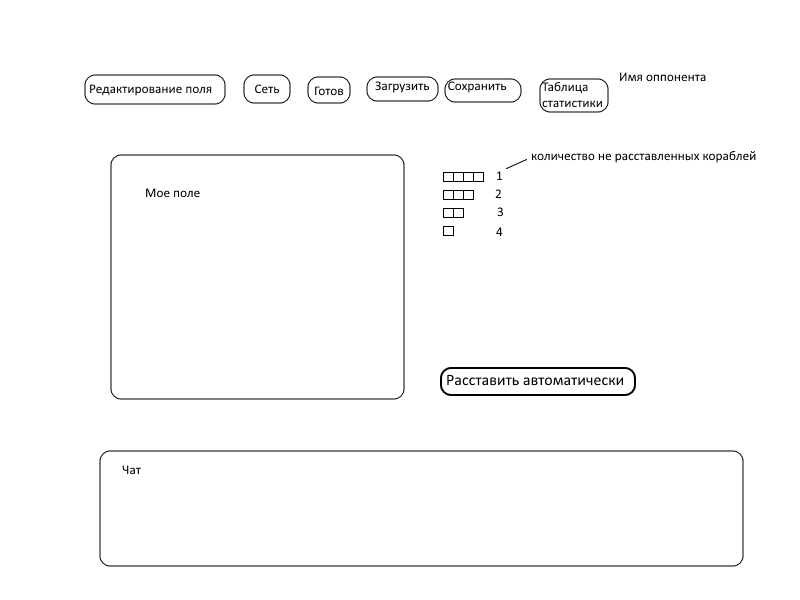 Имя оппонента
Редактирование поля
Сеть
Готов
Загрузить
Сохранить
Таблица
статистики
количество не расставленных кораблей
1
2
3
4
Мое поле
Расставить автоматически
Чат